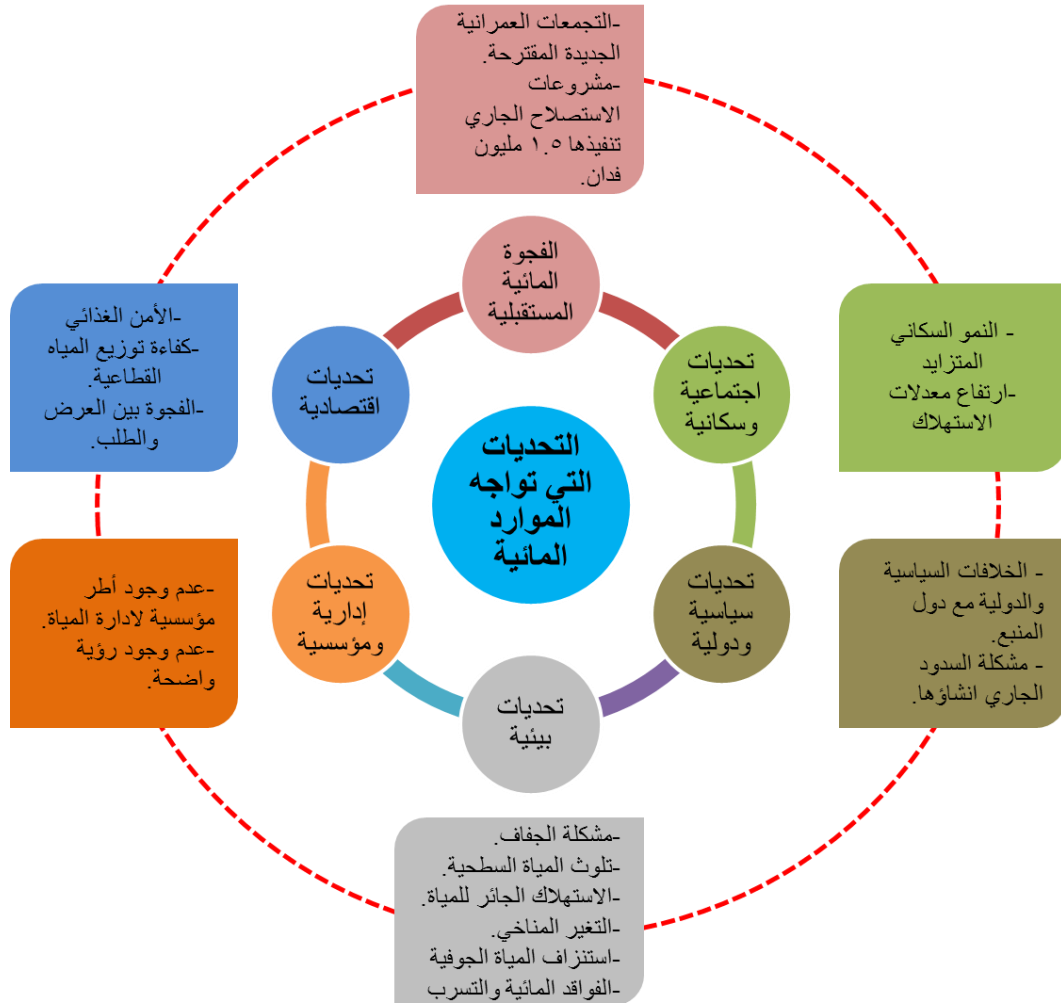 -التجمعات العمرانية
الجديدة المقترحة.
-مشروعات
الاستصلاح الجاري
تنفيذها ١.٥ مليون
فدان.
الفجوة
المائية
المستقبلية
- النمو السكاني
المتزايد
-ارتفاع معدلات
الاستهلاك
تحديات
اجتماعية
وسكانية
تحديات
اقتصادية
-الأمن الغذائي
-كفاءة توزيع المياه
القطاعية.
-الفجوة بين العرض
والطلب.
التحديات
التي تواجه
الموارد
المائية
- الخلافات السياسية
والدولية مع دول
المنبع.
- مشكلة السدود
الجاري انشاؤها.
تحديات
سياسية
ودولية
تحديات
إدارية
ومؤسسية
-عدم وجود أطر
مؤسسية لادارة المياة.
-عدم وجود رؤية
واضحة.
تحديات
بيئية
-مشكلة الجفاف.
-تلوث المياة السطحية.
-الاستهلاك الجائر للمياة.
-التغير المناخي.
-استنزاف المياة الجوفية
-الفواقد المائية والتسرب